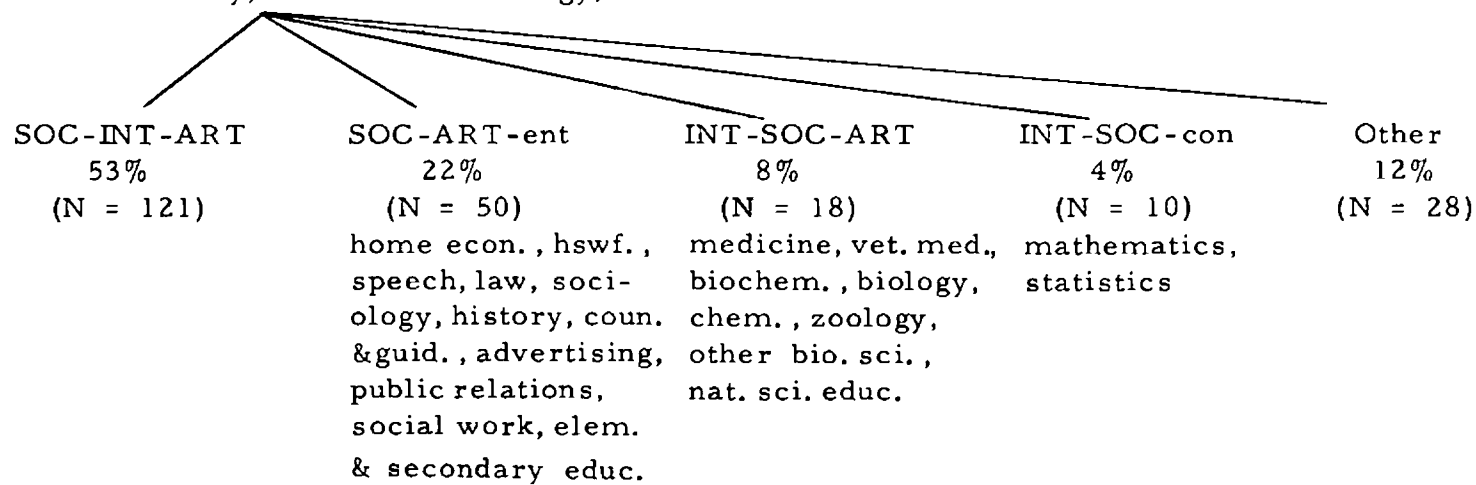 SOC-INT-ART SOC-ART-ent INT-SOC-ART INT-SOC-con Other
53% 22% 8% 4% 12%
(N = 121) (N = 50) (N = 18) (N = 10) (N = 28)
home econ., hswf., medicine, vet. med., mathematics,
speech, law, soci- biochem., biology, statistics
ology, history, coun. chem., zoology,
&guid., advertising, other bio. sci.,
public relations, nat. sci. educ.
social work, elem.
& secondary educ.